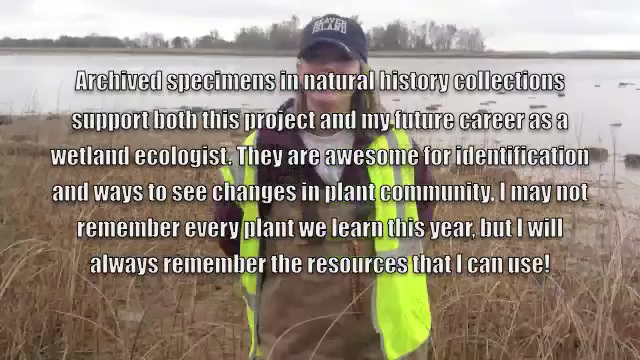 BEAVER
ISLAND
Archived specimens in natural history collections
support both this project and my future career as a
wetland ecologist. They are awesome for identification
and ways to see changes in plant community. I may not
remember every plant we learn this year, but I will
always remember the resources that I can use!